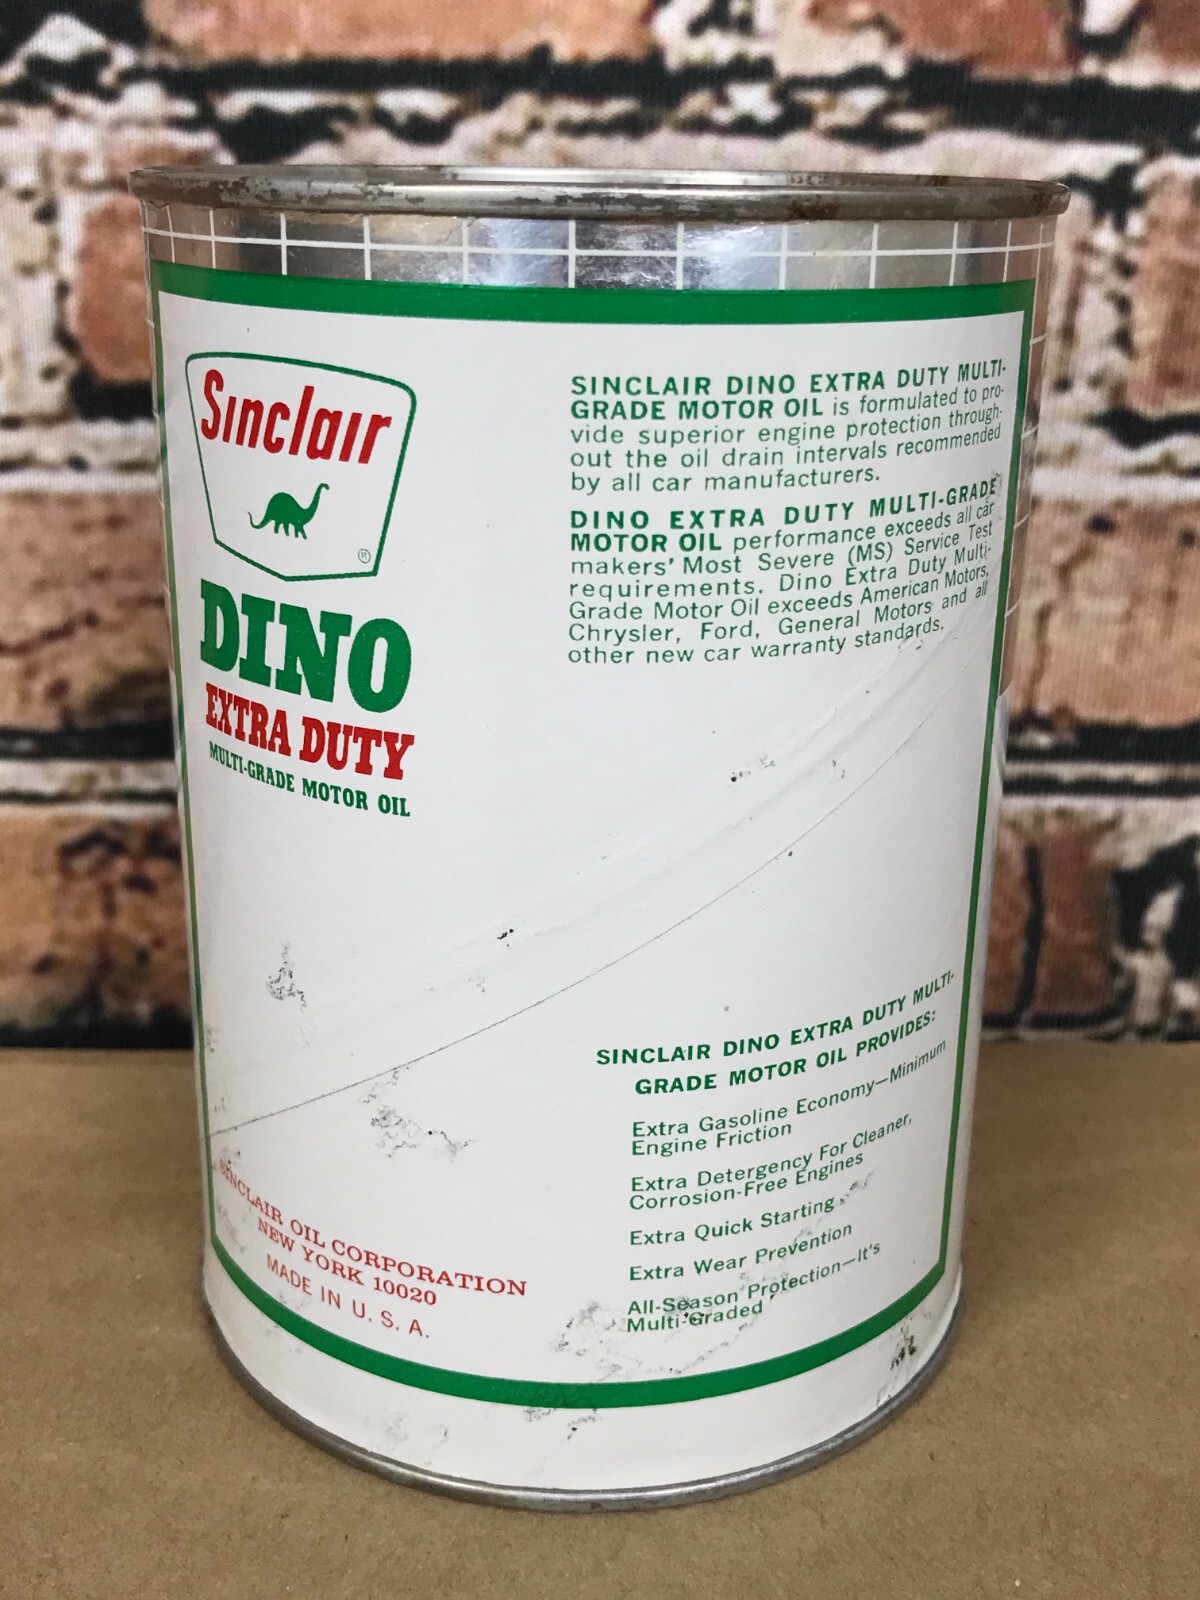 Sinclair
®
DINO
EXTRA DUTY
MULTI-GRADE MOTOR OIL
SINCLAIR DINO EXTRA DUTY MULTI-
GRADE MOTOR OIL is formulated to pro-
vide superior engine protection through-
out the oil drain intervals recommended
by all car manufacturers.
DINO EXTRA DUTY MULTI-GRADE
MOTOR OIL performance exceeds all car
makers' Most Severe (MS) Service Test
requirements. Dino Extra Duty Multi-
Grade Motor Oil exceeds American Motors,
Chrysler, Ford, General Motors and all
other new car warranty standards.
SINCLAIR DINO EXTRA DUTY MULTI-
GRADE MOTOR OIL PROVIDES:
Extra Gasoline Economy—Minimum
Engine Friction
Extra Detergency For Cleaner,
Corrosion-Free Engines
Extra Quick Starting
Extra Wear Prevention
All-Season Protection—It's
Multi-Graded
SINCLAIR OIL CORPORATION
NEW YORK 10020
MADE IN U. S. A.